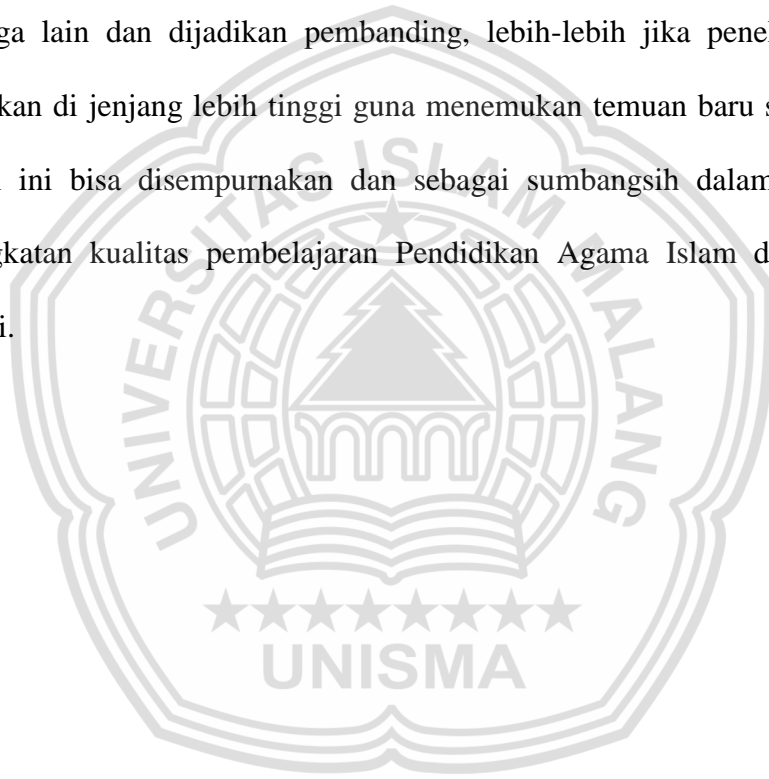 ga lain dan dijadikan pembanding, lebih-lebih jika pene
kan di jenjang lebih tinggi guna menemukan temuan baru s
ini bisa disempurnakan dan sebagai sumbangsih dalam
gkatan kualitas pembelajaran Pendidikan Agama Islam d
i.
UNIVERSITAS ISLAM MALANG
UNISMA